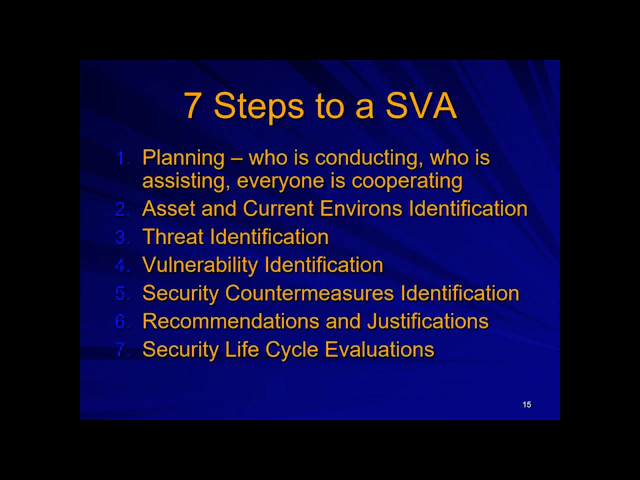 7 Steps to a SVA
1. Planning – who is conducting, who is
assisting, everyone is cooperating
2. Asset and Current Environs Identification
3. Threat Identification
4. Vulnerability Identification
5. Security Countermeasures Identification
6. Recommendations and Justifications
7. Security Life Cycle Evaluations
15